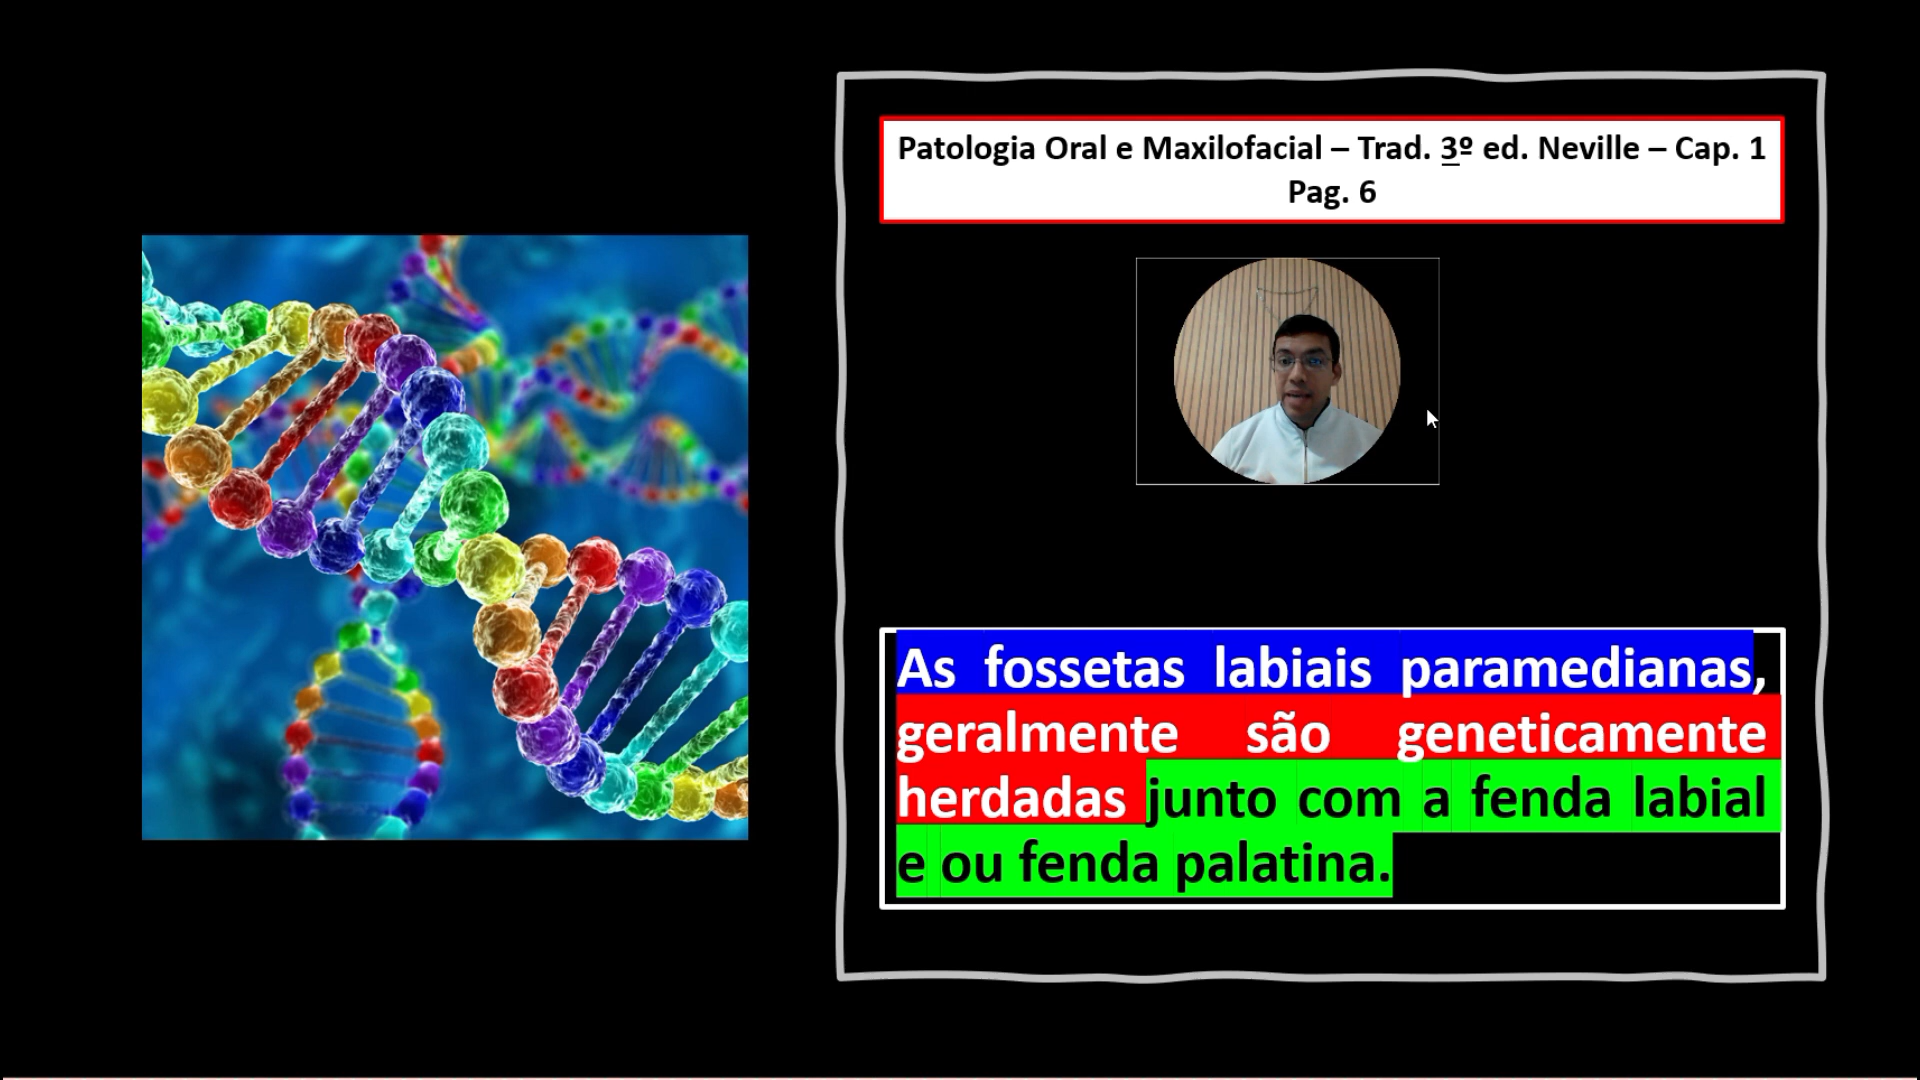 Patologia Oral e Maxilofacial – Trad. 3º ed. Neville – Cap. 1
Pag. 6
As fossetas labiais paramedianas,
geralmente são geneticamente
herdadas junto com a fenda labial
e ou fenda palatina.